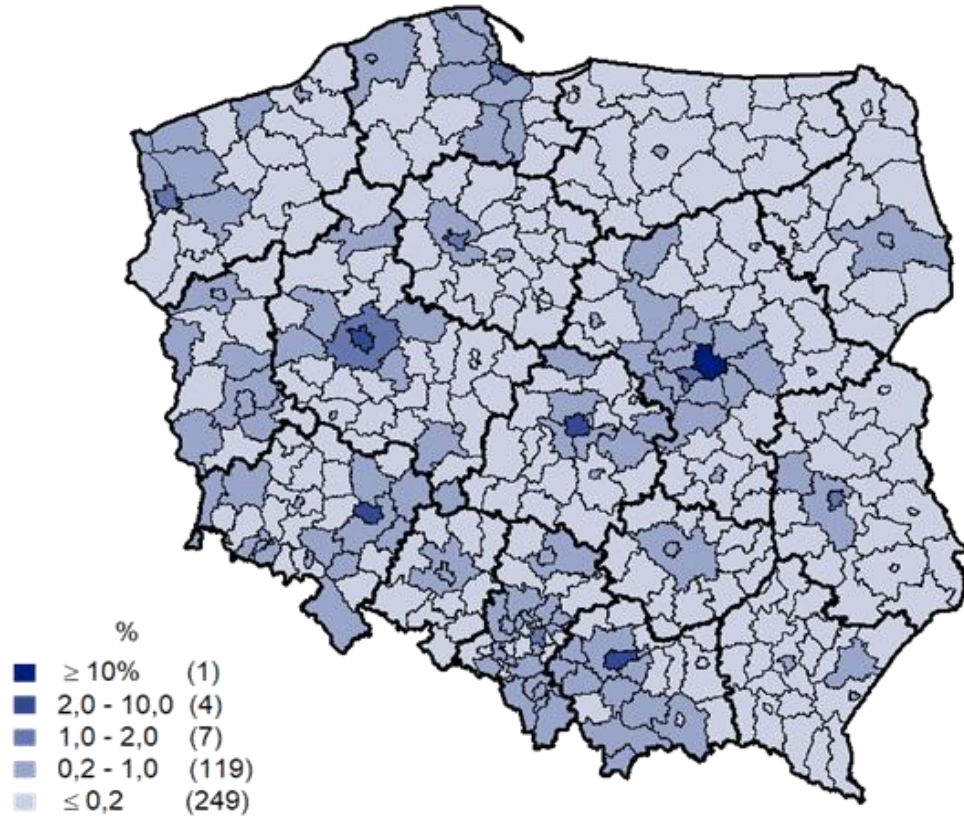 %
≥ 10% (1)
2,0 - 10,0 (4)
1,0 - 2,0 (7)
0,2 - 1,0 (119)
≤ 0,2 (249)